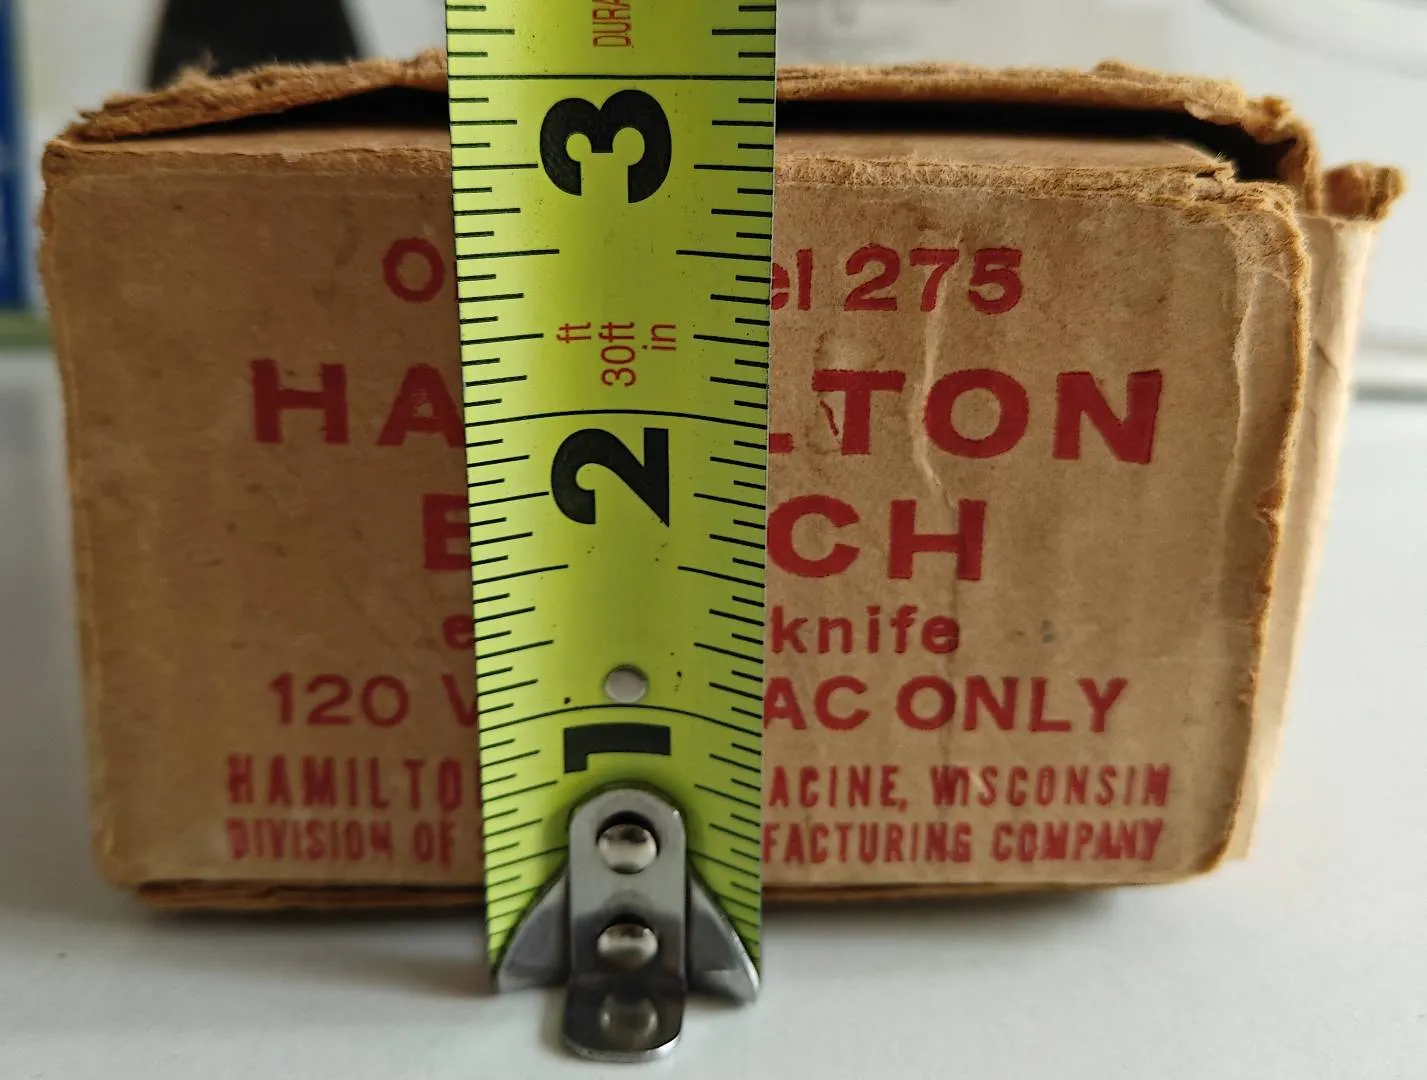 DURA
3
ft
30ft
in
2
1
O el 275
HA LTON
B CH
e knife
120 V AC ONLY
HAMILTO ACINE, WISCONSIN
DIVISION OF FACTURING COMPANY